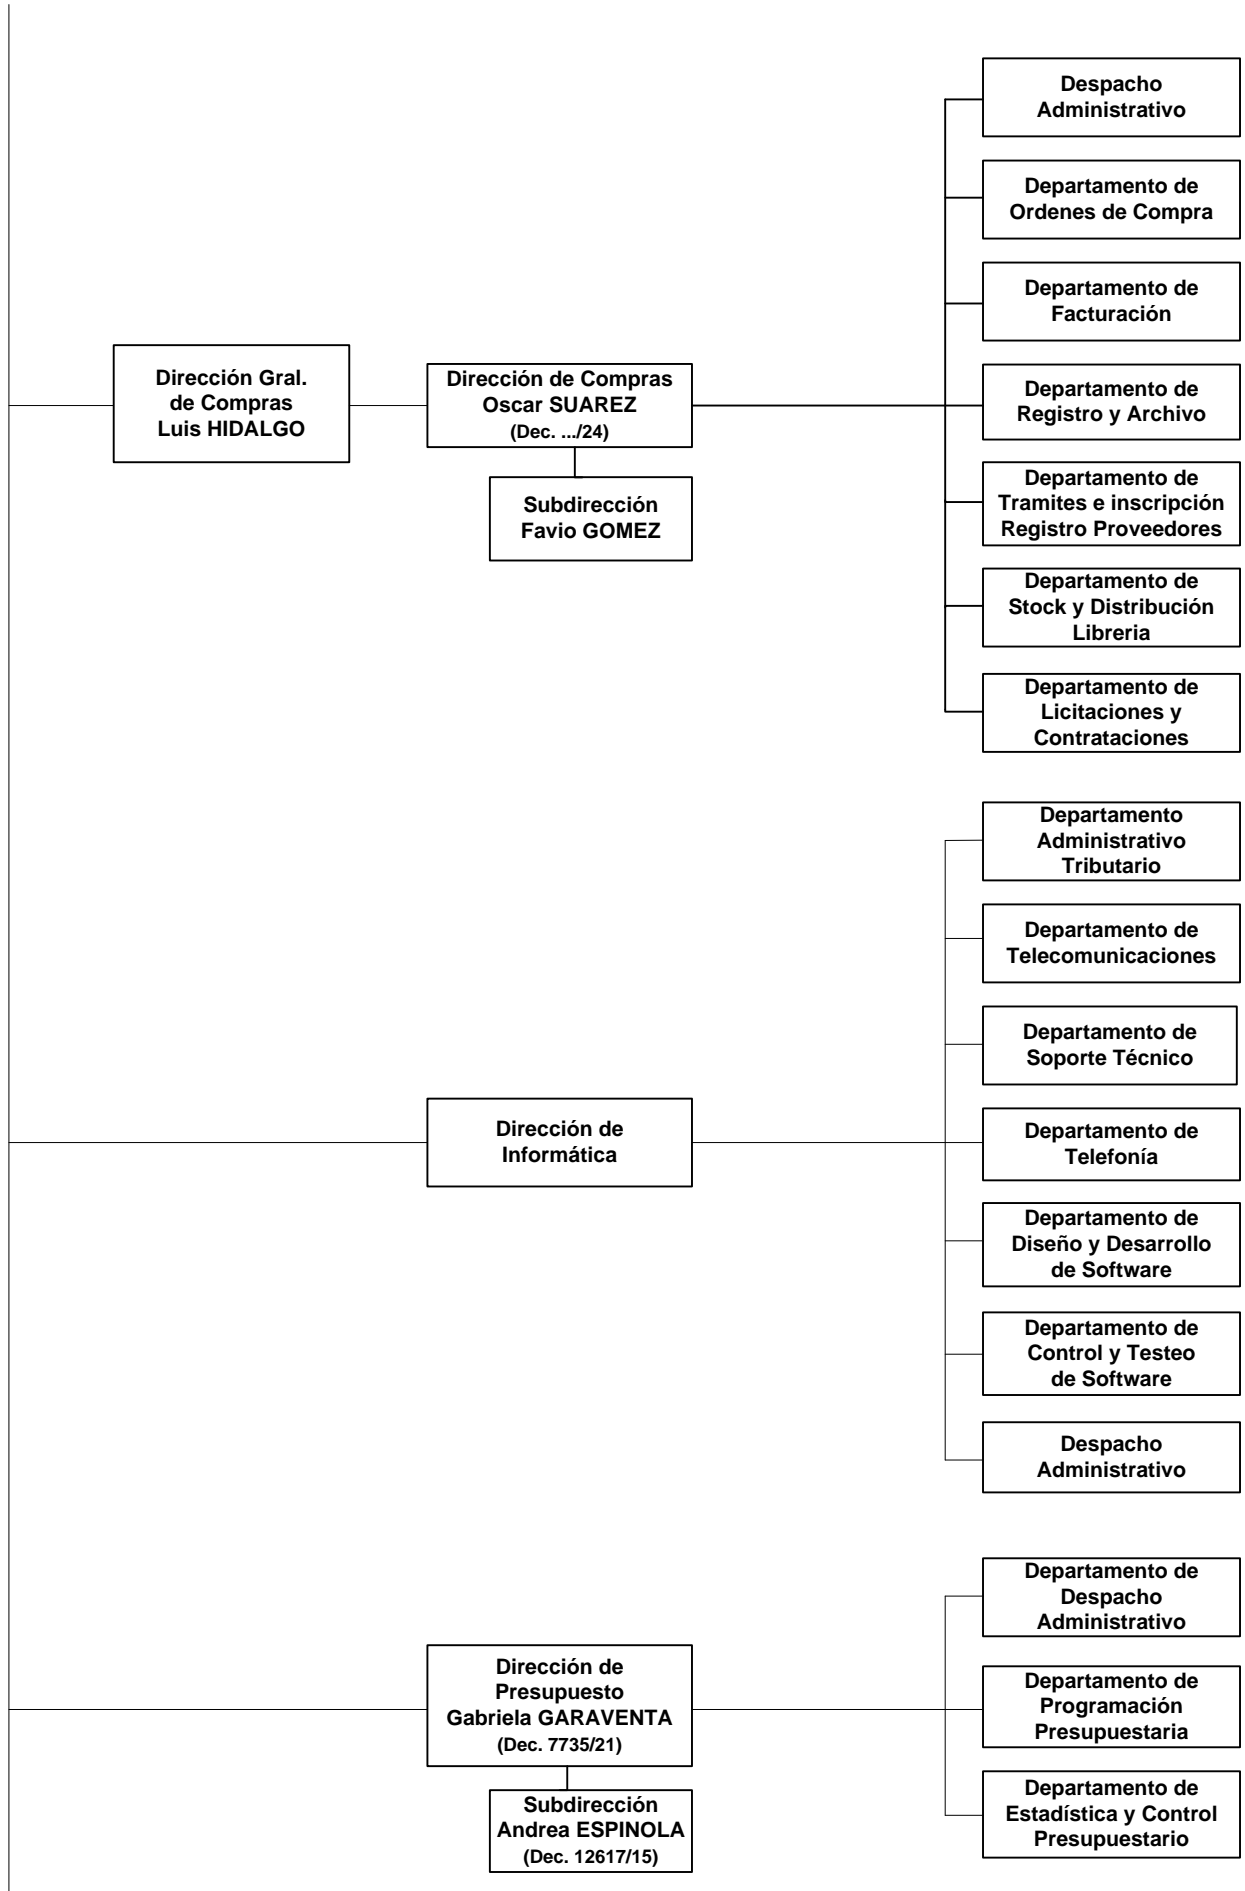 Despacho
Administrativo
Departamento de
Ordenes de Compra
Departamento de
Facturación
Dirección Gral.
de Compras
Luis HIDALGO
Dirección de Compras
Oscar SUAREZ
(Dec. .../24)
Departamento de
Registro y Archivo
Subdirección
Favio GOMEZ
Departamento de
Tramites e inscripción
Registro Proveedores
Departamento de
Stock y Distribución
Libreria
Departamento de
Licitaciones y
Contrataciones
Departamento
Administrativo
Tributario
Departamento de
Telecomunicaciones
Departamento de
Soporte Técnico
Dirección de
Informática
Departamento de
Telefonía
Departamento de
Diseño y Desarrollo
de Software
Departamento de
Control y Testeo
de Software
Despacho
Administrativo
Departamento de
Despacho
Administrativo
Dirección de
Presupuesto
Gabriela GARAVENTA
(Dec. 7735/21)
Departamento de
Programación
Presupuestaria
Subdirección
Andrea ESPINOLA
(Dec. 12617/15)
Departamento de
Estadística y Control
Presupuestario